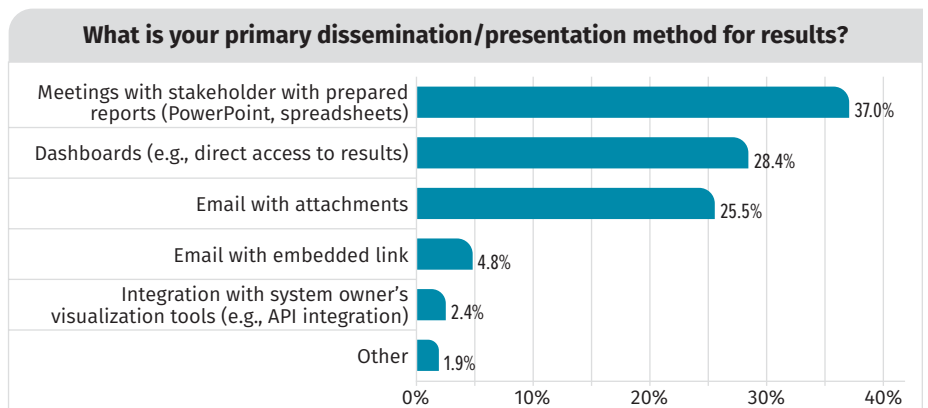 What is your primary dissemination/presentation method for results?
Meetings with stakeholder with prepared
reports (PowerPoint, spreadsheets)
37.0%
Dashboards (e.g., direct access to results)
28.4%
Email with attachments
25.5%
Email with embedded link
4.8%
Integration with system owner's
visualization tools (e.g., API integration)
2.4%
Other
1.9%
0%
10%
20%
30%
40%